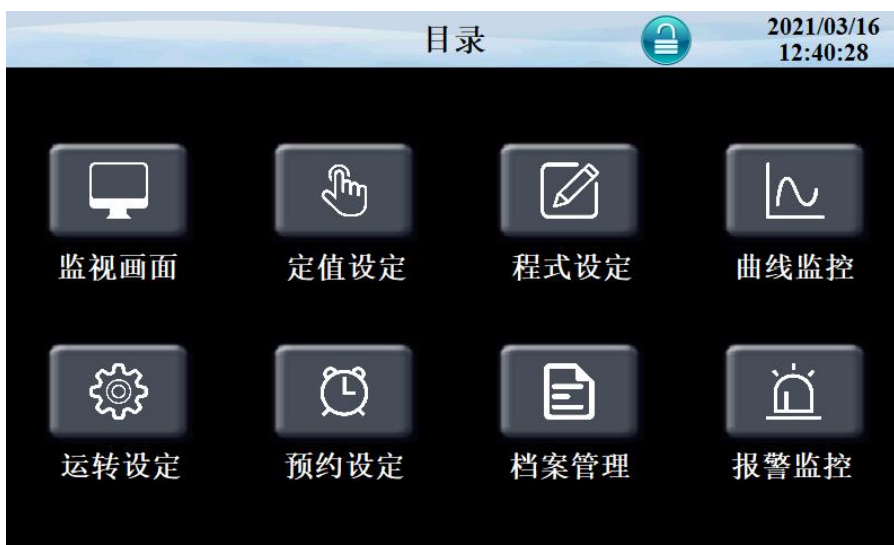 目录
2021/03/16
12:40:28
监视画面 定值设定 程式设定 曲线监控
运转设定 预约设定 档案管理 报警监控